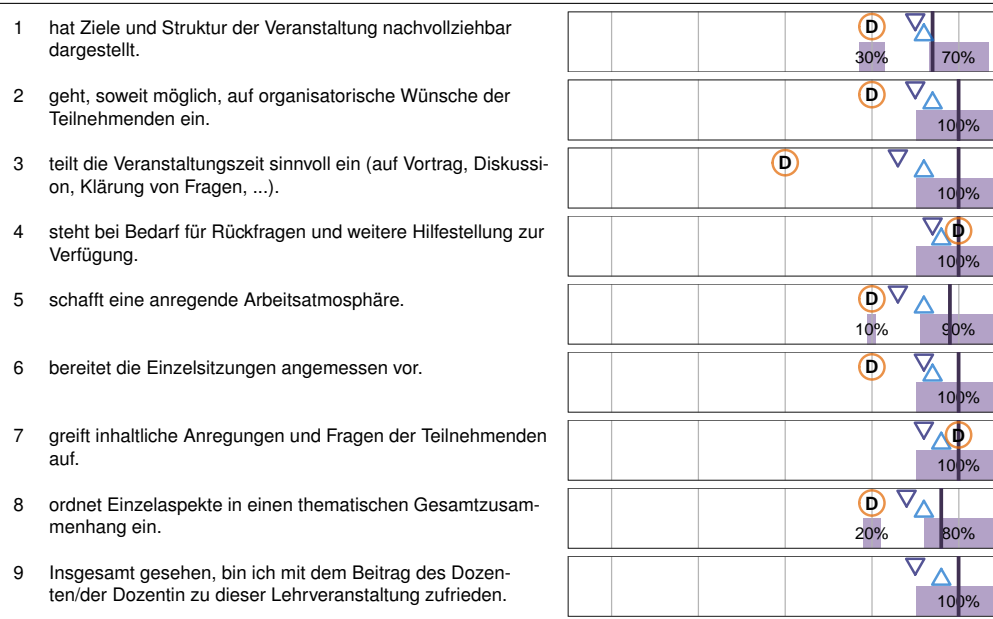 1 hat Ziele und Struktur der Veranstaltung nachvollziehbar
dargestellt.
D
30% 70%
2 geht, soweit möglich, auf organisatorische Wünsche der
Teilnehmenden ein.
D
100%
3 teilt die Veranstaltungszeit sinnvoll ein (auf Vortrag, Diskussi-
on, Klärung von Fragen, ...).
D
100%
4 steht bei Bedarf für Rückfragen und weitere Hilfestellung zur
Verfügung.
D
100%
5 schafft eine anregende Arbeitsatmosphäre.
D
10% 90%
6 bereitet die Einzelsitzungen angemessen vor.
D
100%
7 greift inhaltliche Anregungen und Fragen der Teilnehmenden
auf.
D
100%
8 ordnet Einzelaspekte in einen thematischen Gesamtzusam-
menhang ein.
D
20% 80%
9 Insgesamt gesehen, bin ich mit dem Beitrag des Dozen-
ten/der Dozentin zu dieser Lehrveranstaltung zufrieden.
100%